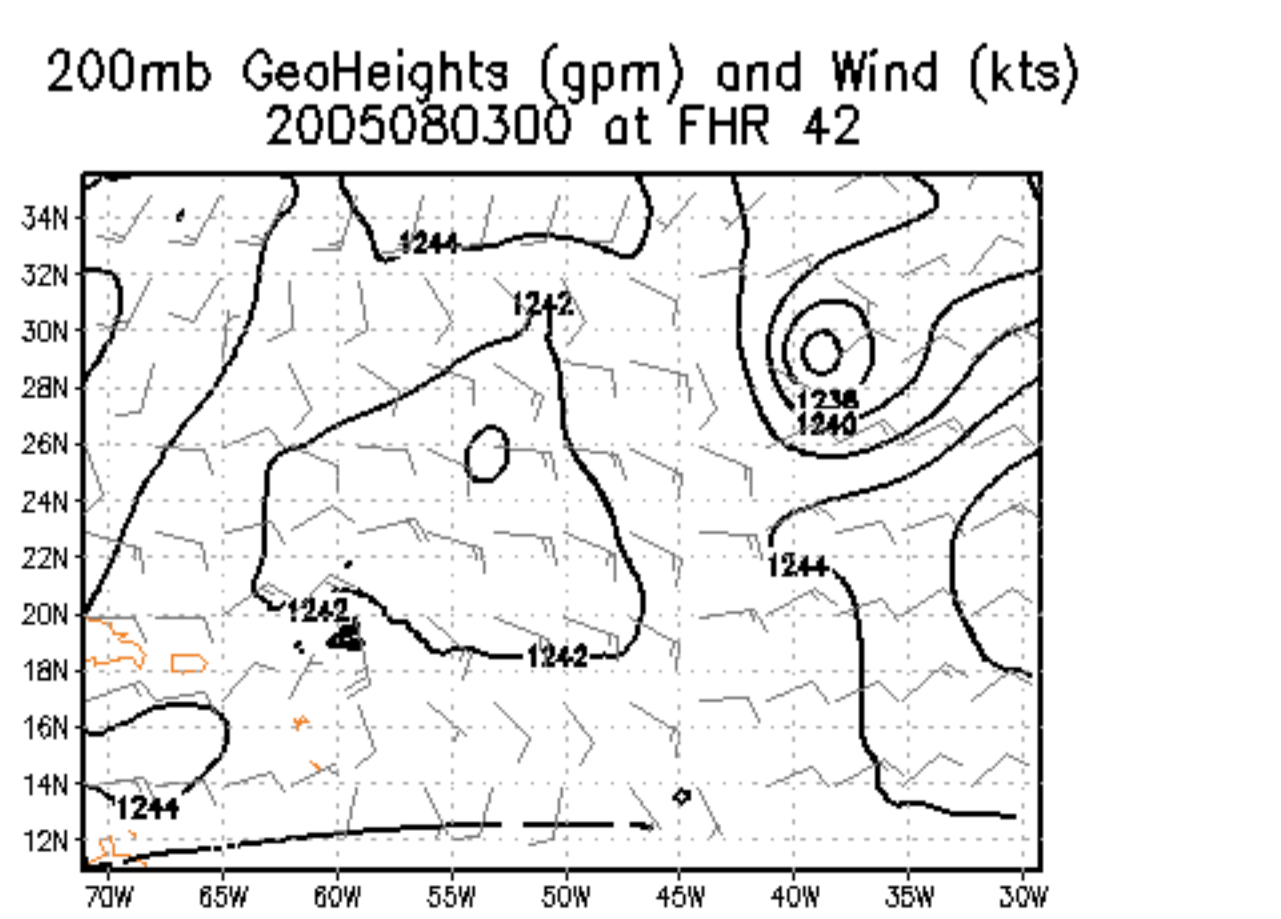 200mb GeoHeights (gpm) and Wind (kts)
2005080300 at FHR 42
34N
1244
32N
1242
30N
28N
1238
1240
26N
24N
22N
1244
20N
1242
1242
18N
16N
14N
1244
12N
70W 65W 60W 55W 50W 45W 40W 35W 30W